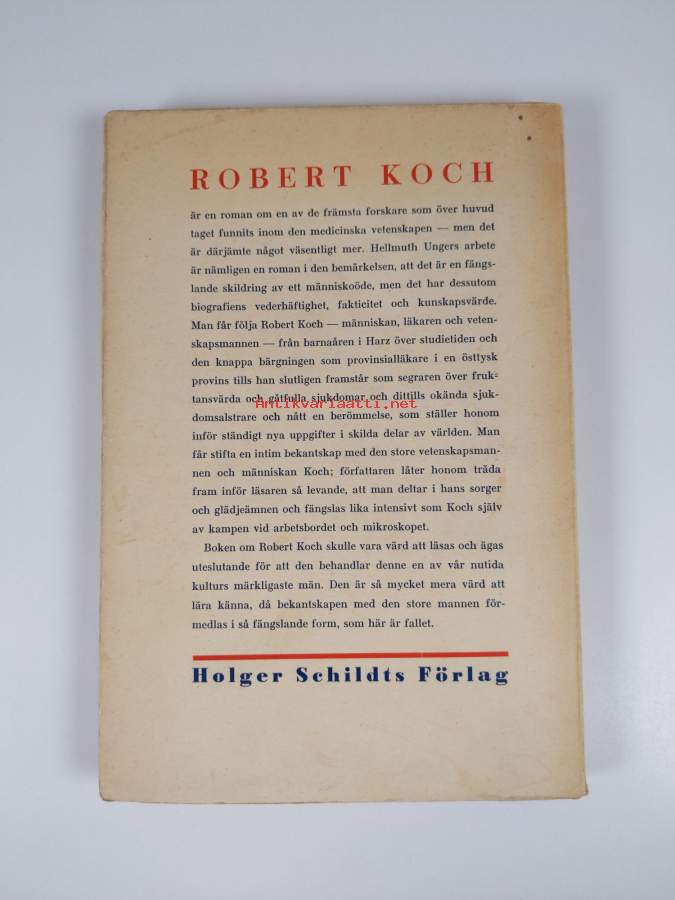 ROBERT KOCH
är en roman om en av de främsta forskare som över huvud
taget funnits inom den medicinska vetenskapen — men det
är därjämte något väsentligt mer. Hellmuth Ungers arbete
är nämligen en roman i den bemärkelsen, att det är en fängs-
lande skildring av ett människoöde, men det har dessutom
biografiens vederhäftighet, fakticitet och kunskapsvärde.
Man får följa Robert Koch — människan, läkaren och veten-
skapsmannen — från barnaåren i Harz över studietiden och
den knappa bärgningen som provinsialläkare i en östtysk
provins tills han slutligen framstår som segraren över fruk-
tansvärda och gåtfulla sjukdomar och dittills okända sjuk-
Antikvariaatti.net
domsalstrare och nått en berömmelse, som ställer honom
inför ständigt nya uppgifter i skilda delar av världen. Man
får stifta en intim bekantskap med den store vetenskapsman-
nen och människan Koch; författaren låter honom träda
fram inför läsaren så levande, att man deltar i hans sorger
och glädjeämnen och fängslas lika intensivt som Koch själv
av kampen vid arbetsbordet och mikroskopet.
Boken om Robert Koch skulle vara värd att läsas och ägas
uteslutande för att den behandlar denne en av vår nutida
kulturs märkligaste män. Den är så mycket mera värd att
lära känna, då bekantskapen med den store mannen för-
medlas i så fängslande form, som här är fallet.
Holger Schildts Förlag